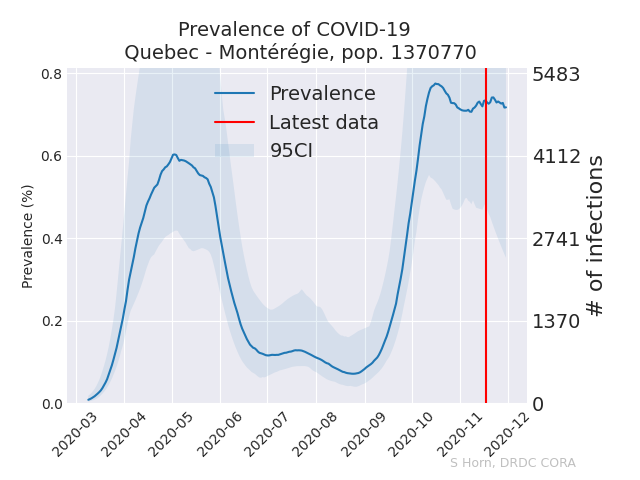 Prevalence of COVID-19
Quebec - Montérégie, pop. 1370770
Prevalence
Latest data
95CI
Prevalence (%)
0.8
0.6
0.4
0.2
0.0
5483
4112
2741
1370
0
# of infections
2020-03
2020-04
2020-05
2020-06
2020-07
2020-08
2020-09
2020-10
2020-11
2020-12
S Horn, DRDC CORA